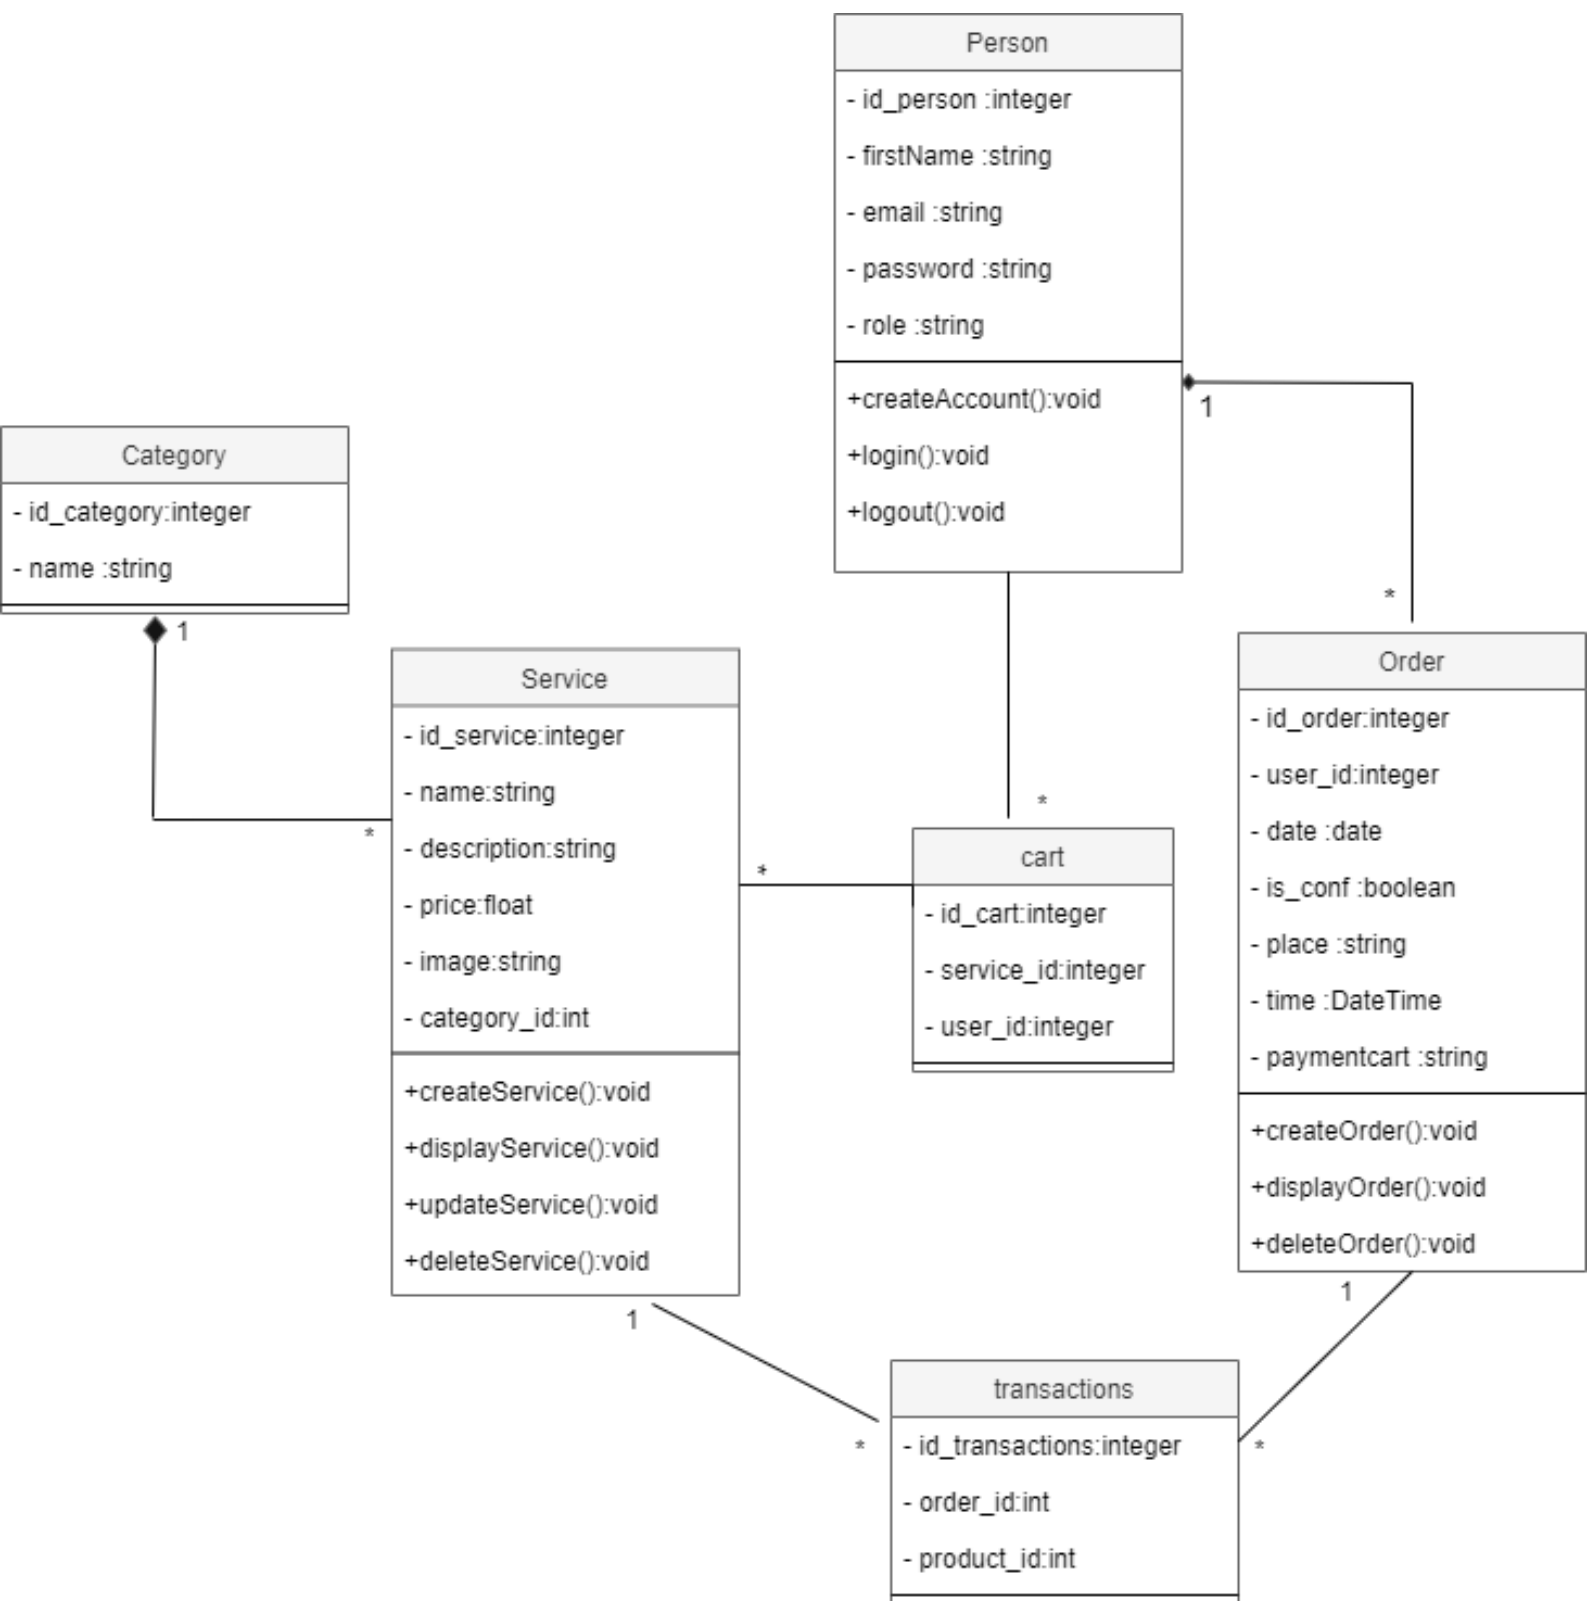 Person
- id_person :integer
- firstName :string
- email :string
- password :string
- role :string
+createAccount():void
+login():void
+logout():void
1
*
Category
- id_category:integer
- name :string
1
*
Service
- id_service:integer
- name:string
- description:string
- price:float
- image:string
- category_id:int
+createService():void
+displayService():void
+updateService():void
+deleteService():void
*
*
cart
- id_cart:integer
- service_id:integer
- user_id:integer
Order
- id_order:integer
- user_id:integer
- date :date
- is_conf :boolean
- place :string
- time :DateTime
- paymentcart :string
+createOrder():void
+displayOrder():void
+deleteOrder():void
1
*
1
*
transactions
- id_transactions:integer
- order_id:int
- product_id:int